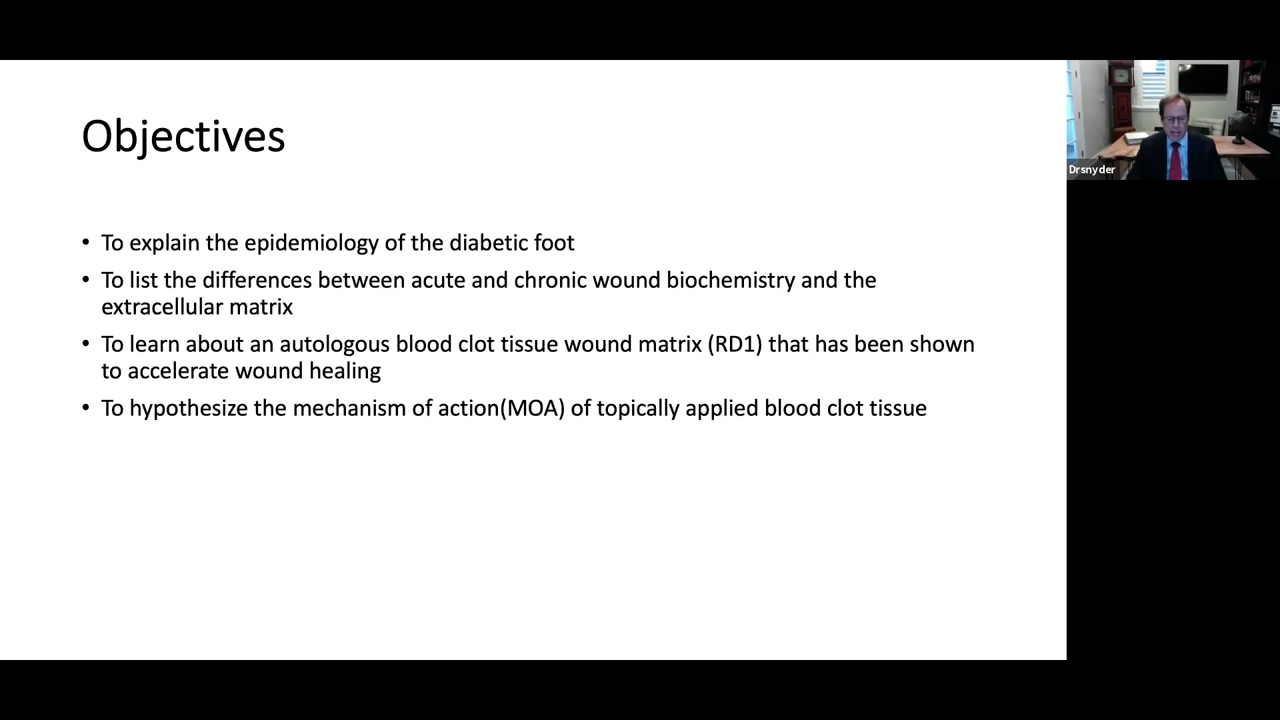 Objectives
• To explain the epidemiology of the diabetic foot
• To list the differences between acute and chronic wound biochemistry and the
extracellular matrix
• To learn about an autologous blood clot tissue wound matrix (RD1) that has been shown
to accelerate wound healing
• To hypothesize the mechanism of action(MOA) of topically applied blood clot tissue
Drsnyder